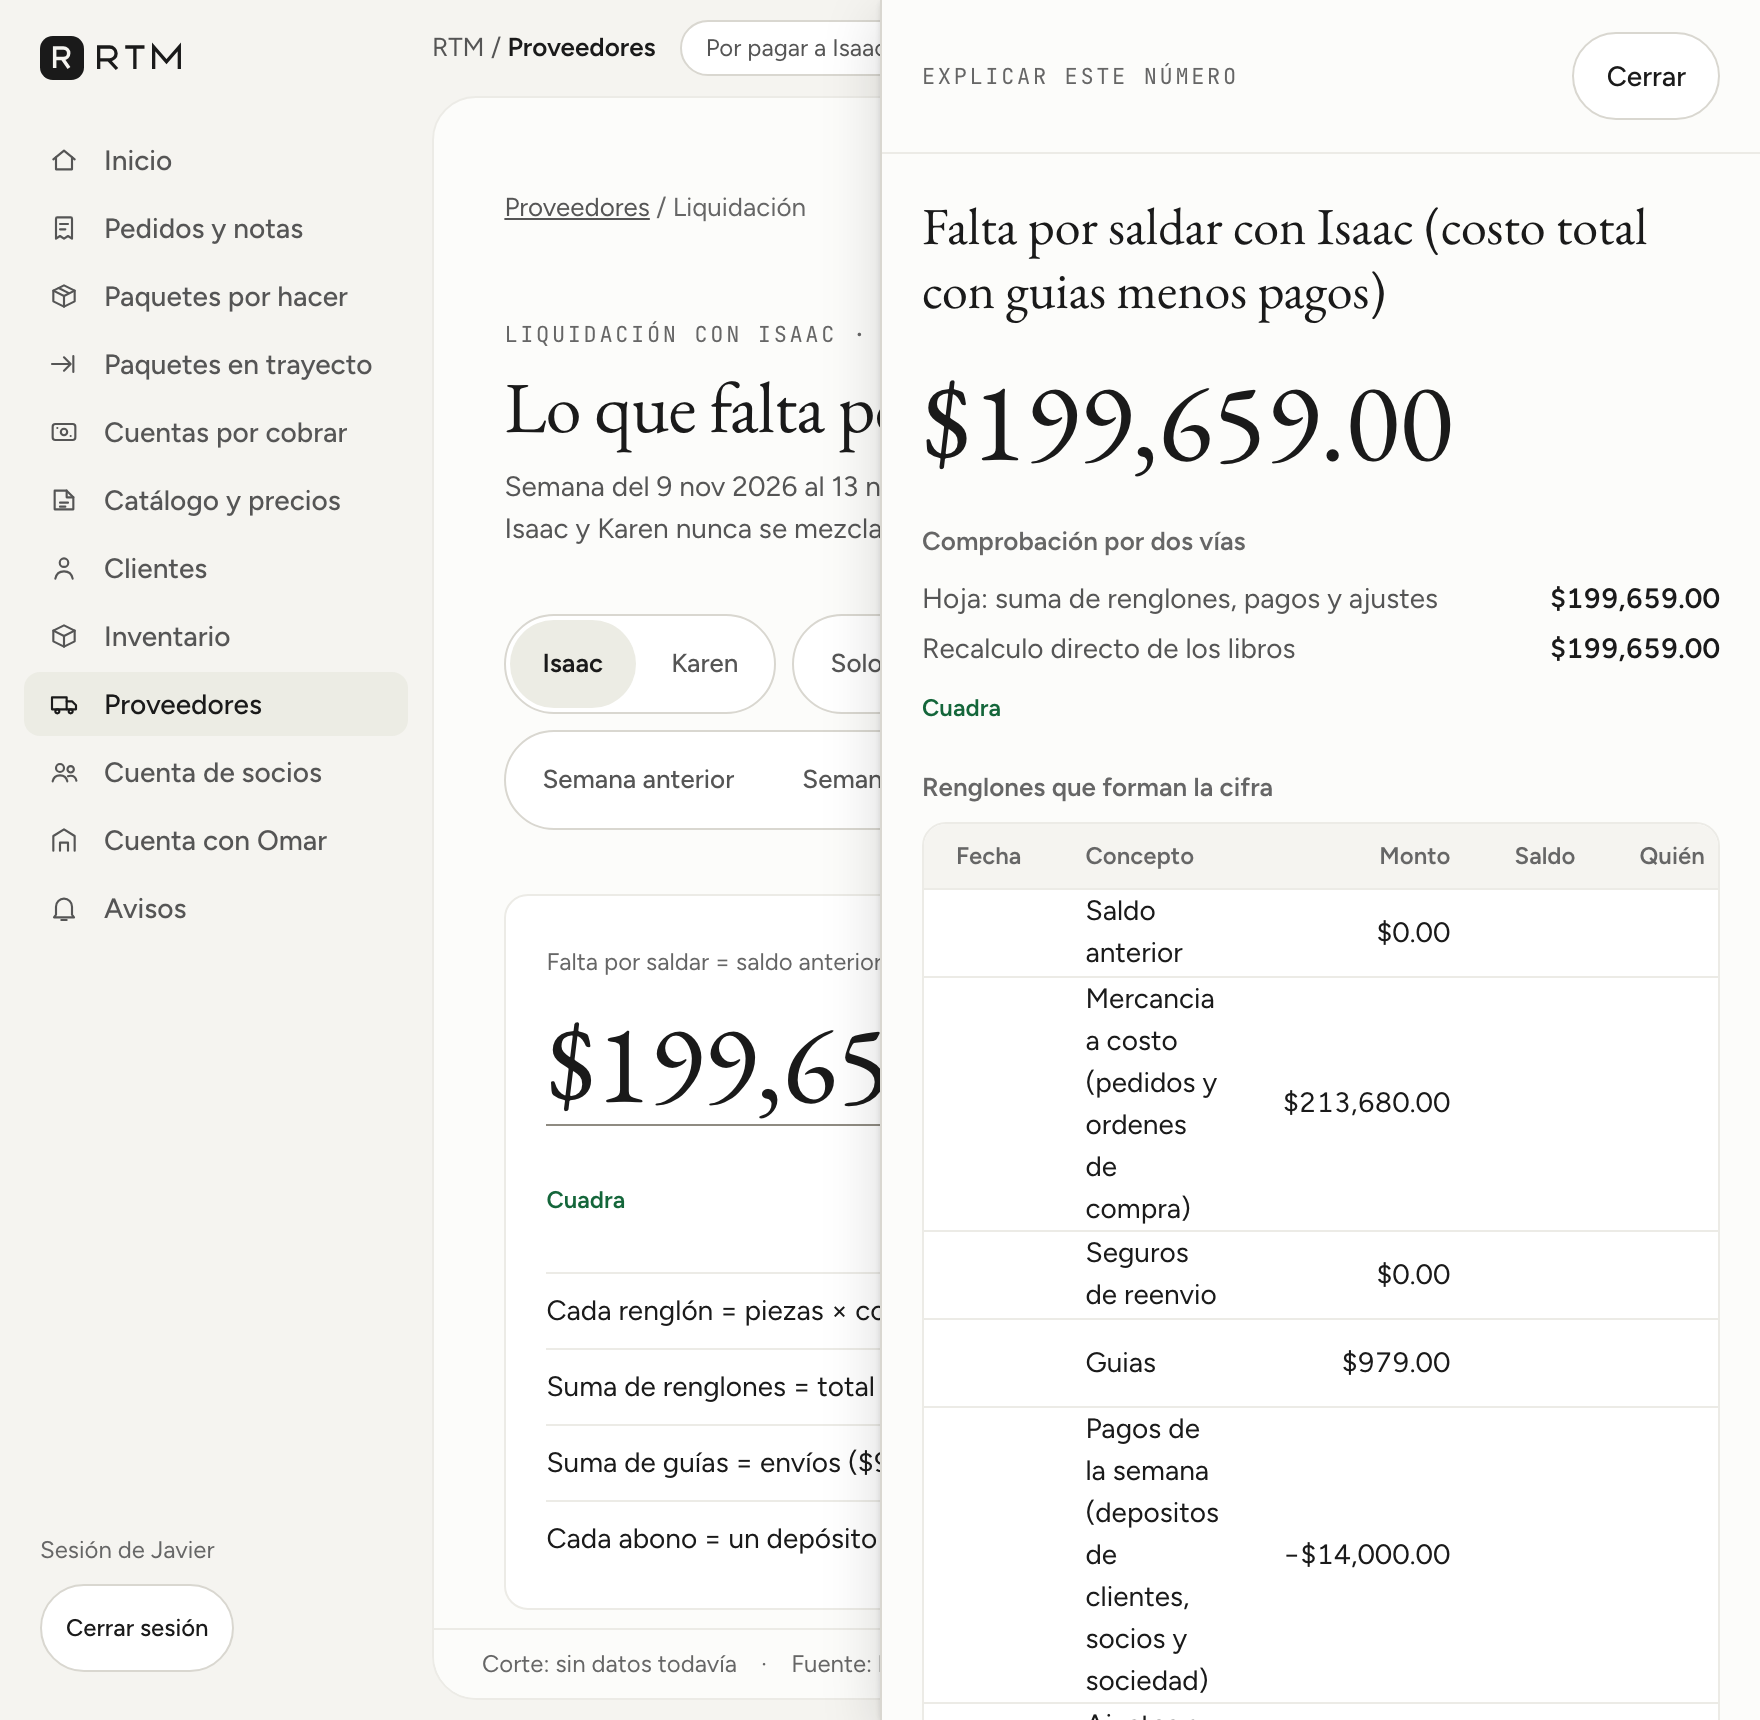 R RTM
Inicio
Pedidos y notas
Paquetes por hacer
Paquetes en trayecto
Cuentas por cobrar
Catálogo y precios
Clientes
Inventario
Proveedores
Cuenta de socios
Cuenta con Omar
Avisos
Sesión de Javier
Cerrar sesión
RTM / Proveedores
Por pagar a Isaac
Proveedores / Liquidación
LIQUIDACIÓN CON ISAAC ·
Lo que falta
Semana del 9 nov 2026 al 13
Isaac y Karen nunca se
Isaac Karen Solo
Semana anterior
Falta por saldar = saldo anterior
$199,65
Cuadra
Cada renglón = piezas ×
Suma de renglones = total
Suma de guías = envíos
Cada abono = un depósito
Corte: sin datos todavía · Fuente:
EXPLICAR ESTE NÚMERO
Cerrar
Falta por saldar con Isaac (costo total
con guias menos pagos)
$199,659.00
Comprobación por dos vías
Hoja: suma de renglones, pagos y ajustes $199,659.00
Recalculo directo de los libros $199,659.00
Cuadra
Renglones que forman la cifra
Fecha Concepto Monto Saldo Quién
Saldo
anterior
$0.00
Mercancia
a costo
(pedidos y
ordenes
de
compra)
$213,680.00
Seguros
de reenvio
$0.00
Guias $979.00
Pagos de
la semana
(depositos
de
clientes,
socios y
sociedad)
-$14,000.00